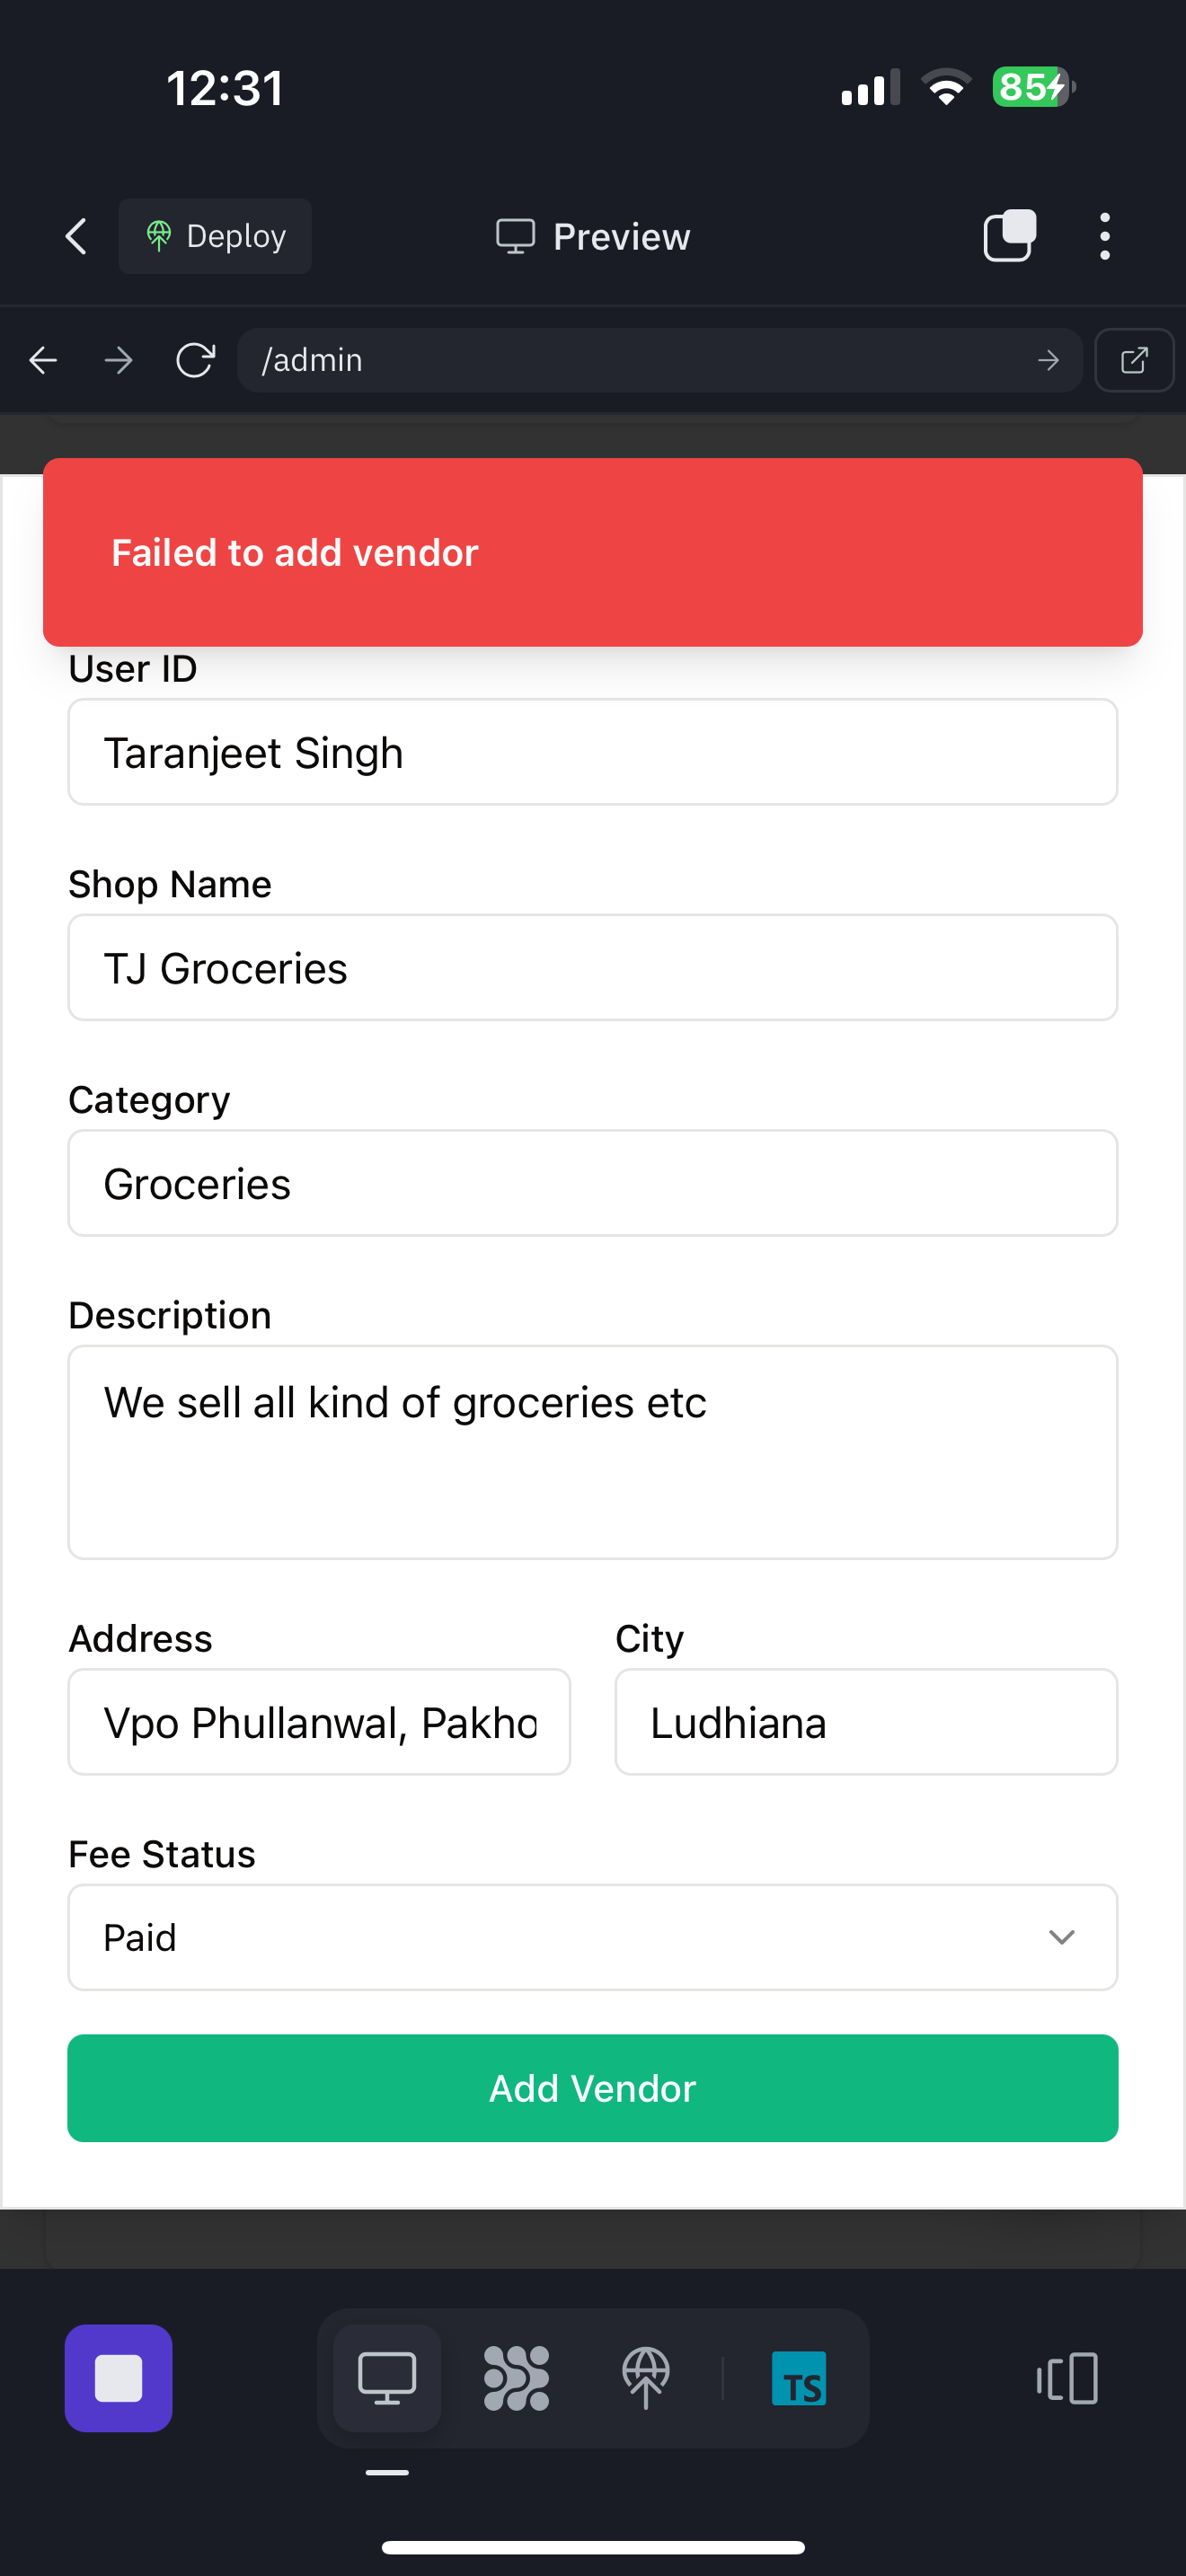 12:31
85
Deploy
Preview
/admin
Failed to add vendor
User ID
Taranjeet Singh
Shop Name
TJ Groceries
Category
Groceries
Description
We sell all kind of groceries etc
Address
City
Vpo Phullanwal, Pakho
Ludhiana
Fee Status
Paid
Add Vendor
TS